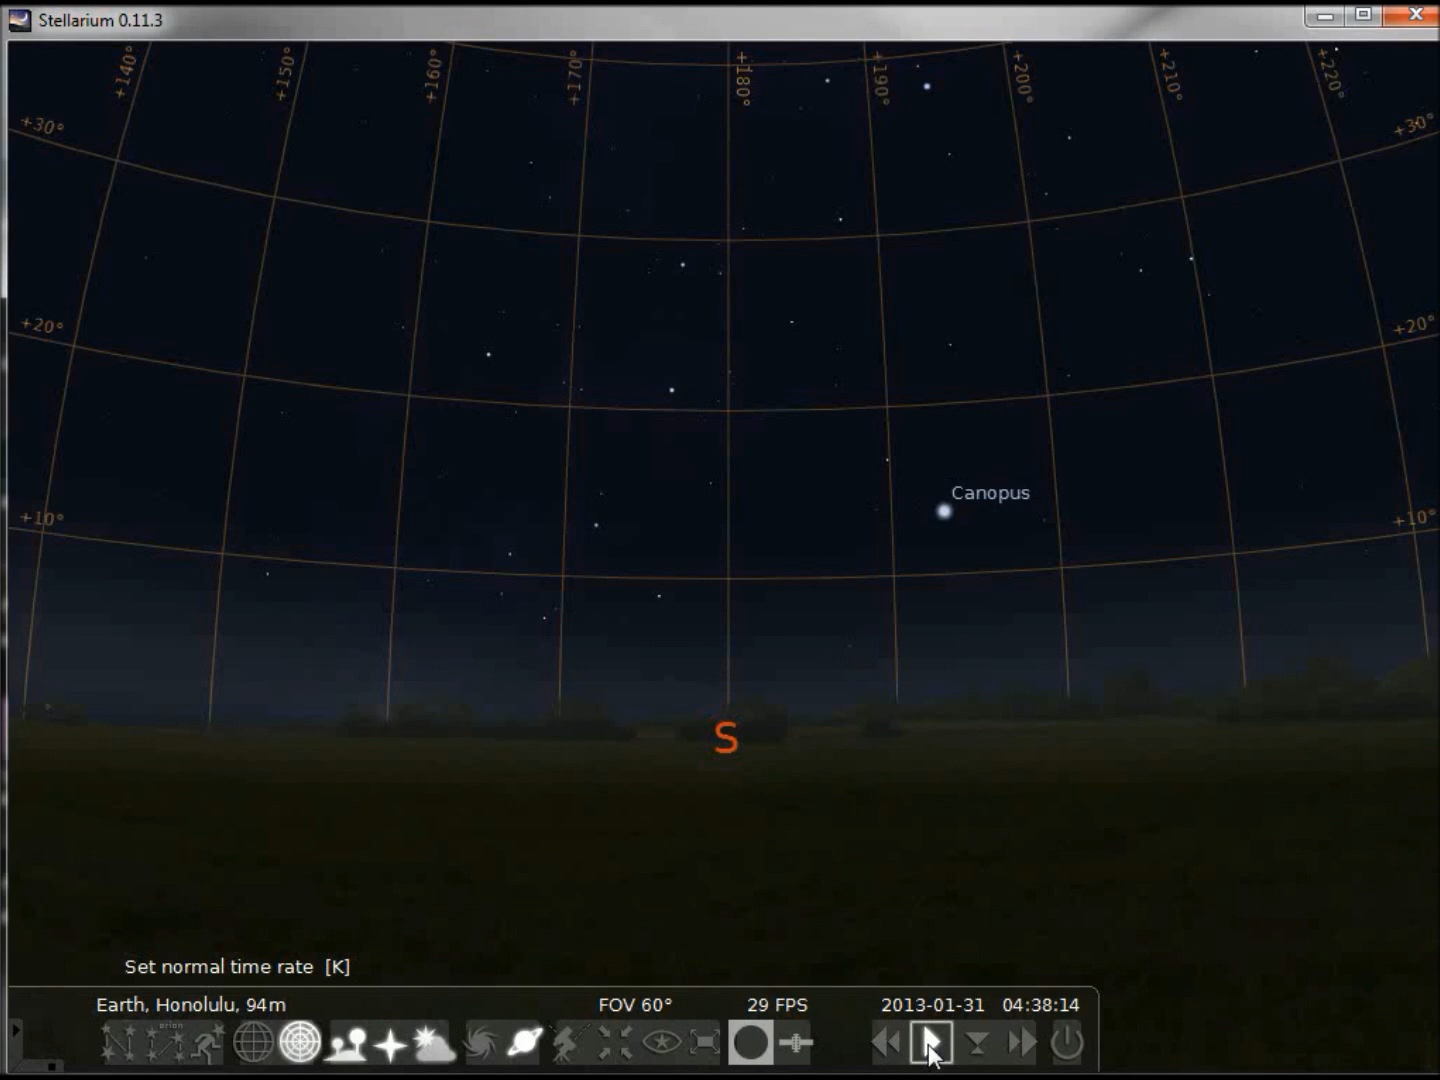 Stellarium 0.11.3
+140°
+150°
+160°
+170°
+180°
+190°
+200°
+210°
+220°
+30°
+30°
+20°
+20°
Canopus
+10°
+10°
S
Set normal time rate [K]
Earth, Honolulu, 94m FOV 60° 29 FPS 2013-01-31 04:38:14
orion